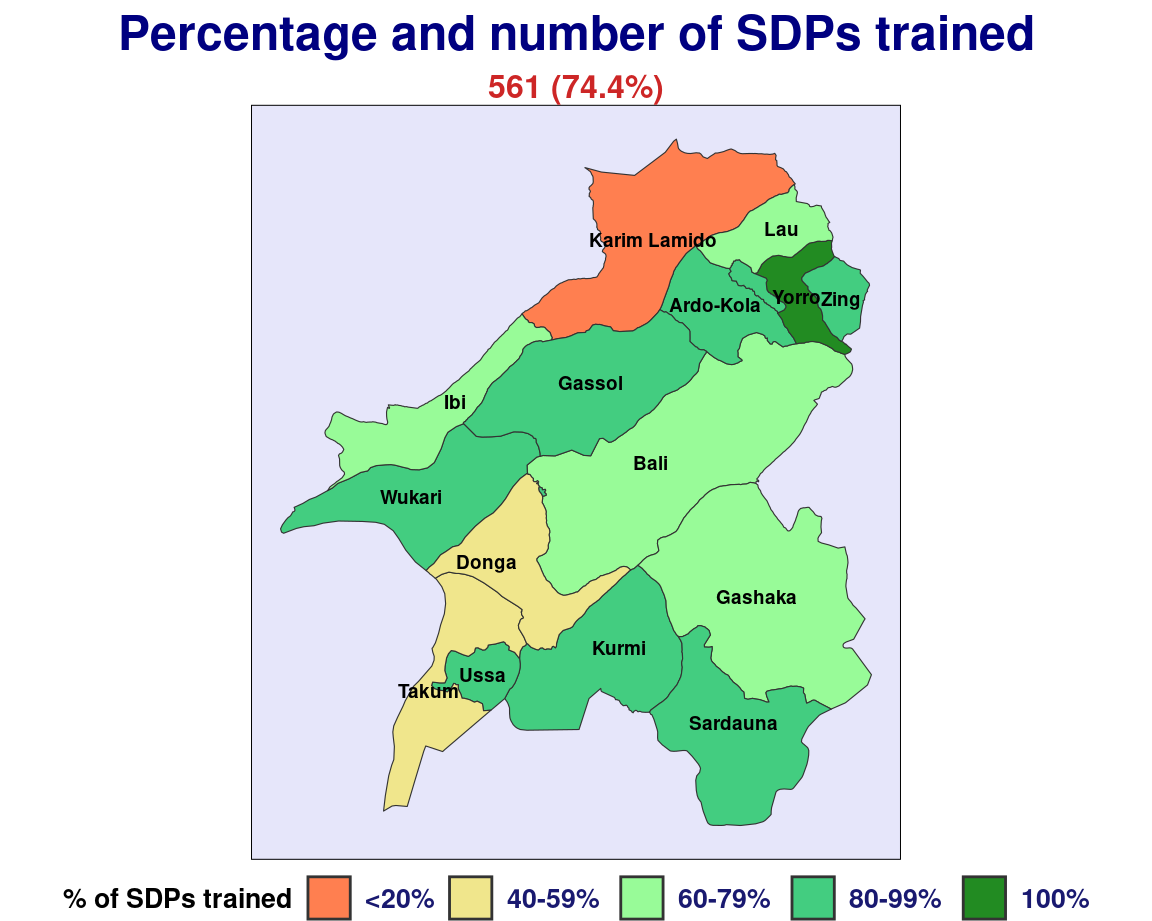 Percentage and number of SDPs trained
561 (74.4%)
Karim Lamido
Lau
Yorro
Zing
Ardo-Kola
Gassol
Ibi
Bali
Wukari
Donga
Gashaka
Kurmi
Ussa
Takum
Sardauna
% of SDPs trained <20% 40-59% 60-79% 80-99% 100%